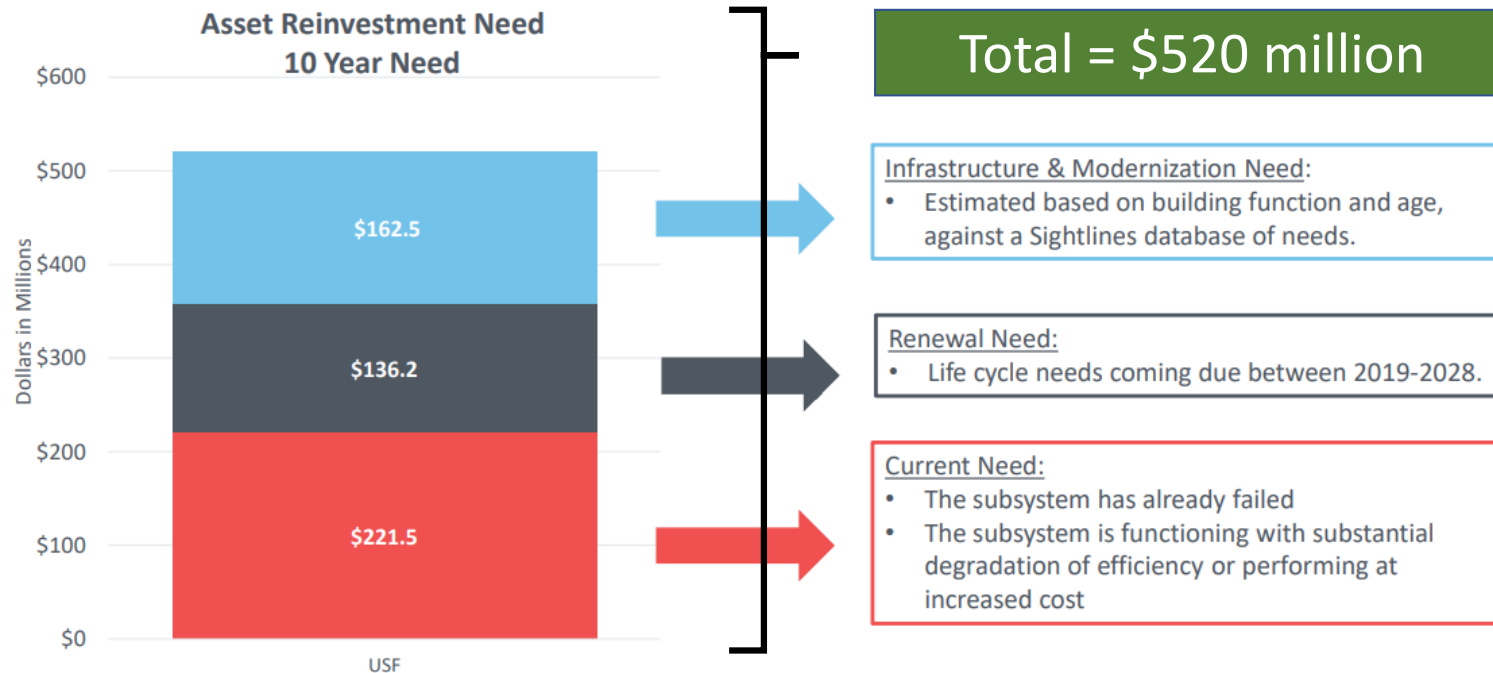 Asset Reinvestment Need
10 Year Need
Dollars in Millions
$600
$500
$400
$300
$200
$100
$0
$162.5
$136.2
$221.5
USF
Total = $520 million
Infrastructure & Modernization Need:
• Estimated based on building function and age,
against a Sightlines database of needs.
Renewal Need:
• Life cycle needs coming due between 2019-2028.
Current Need:
• The subsystem has already failed
• The subsystem is functioning with substantial
degradation of efficiency or performing at
increased cost